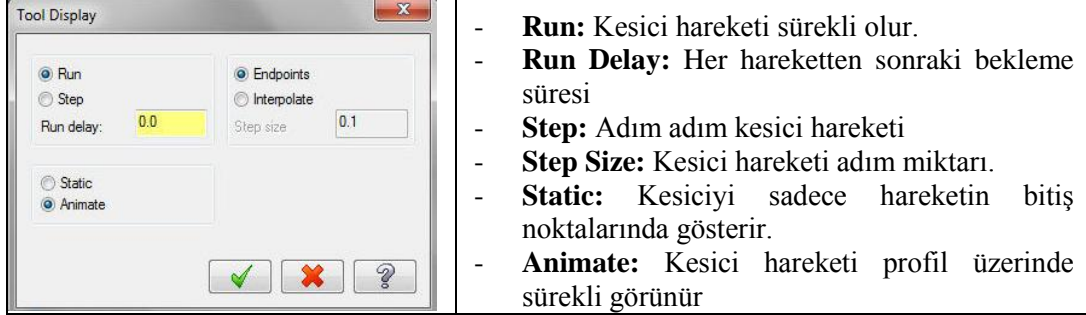 Tool Display
Run
Step
Run delay: 0.0
Endpoints
Interpolate
Step size 0.1
Static
Animate
- Run: Kesici hareketi sürekli olur.
- Run Delay: Her hareketten sonraki bekleme
süresi
- Step: Adım adım kesici hareketi
- Step Size: Kesici hareketi adım miktarı.
- Static: Kesiciyi sadece hareketin bitiş
noktalarında gösterir.
- Animate: Kesici hareketi profil üzerinde
sürekli görünür